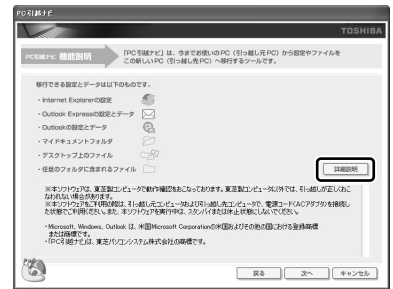 PC引越ナビ
TOSHIBA
PC引越ナビ 機能説明
「PC引越ナビ」は、今までお使いのPC（引っ越し元PC）から設定やファイルを
この新しいPC（引っ越し先PC）へ移行するツールです。
移行できる設定とデータは以下のものです。
・Internet Explorerの設定
・Outlook Expressの設定とデータ
・Outlookの設定とデータ
・マイドキュメントフォルダ
・デスクトップ上のファイル
・任意のフォルダに含まれるファイル
詳細説明
※本ソフトウェアは、東芝製コンピュータで動作確認をおこなっております。東芝製コンピュータ以外では、引っ越しが正しくおこ
なわれない場合があります。
※本ソフトウェアをご利用の際は、引っ越し元コンピュータおよび引っ越し先コンピュータで、電源コード(ACアダプタ)を接続し
た状態でご利用ください。また、本ソフトウェアを実行中は、スタンバイまたは休止状態にしないでください。
・Microsoft, Windows, Outlook は、米国Microsoft Corporationの米国およびその他の国における登録商標
または商標です。
・「PC引越ナビ」は、東芝パソコンシステム株式会社の商標です。
戻る
次へ
キャンセル